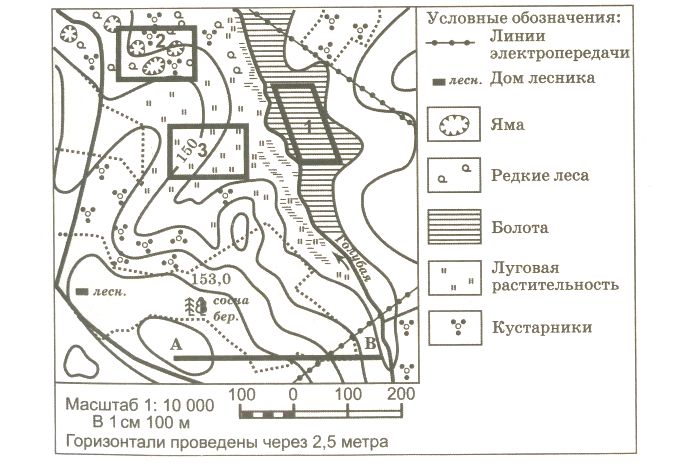 2
1
3
150
Голубая
153,0
лесн.
сосна
бер.
А
В
Условные обозначения:
Линии
электропередачи
лесн. Дом лесника
Яма
Редкие леса
Болота
Луговая
растительность
Кустарники
Масштаб 1: 10 000
В 1 см 100 м
100 0 100 200
Горизонтали проведены через 2,5 метра